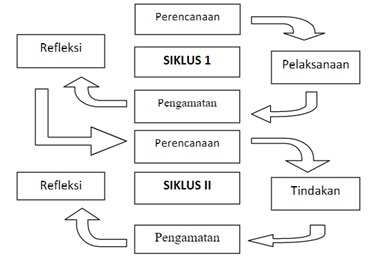 Perencanaan
Refleksi
SIKLUS 1
Pelaksanaan
Pengamatan
Perencanaan
Refleksi
SIKLUS II
Tindakan
Pengamatan